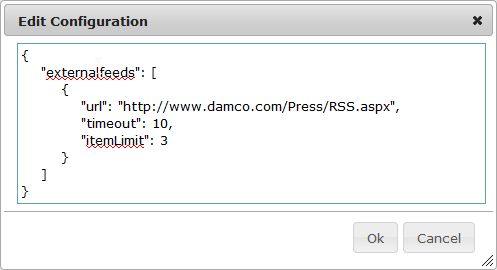 Edit Configuration
{
"externalfeeds": [
{
"url": "http://www.damco.com/Press/RSS.aspx",
"timeout": 10,
"itemLimit": 3
}
]
}
Ok Cancel